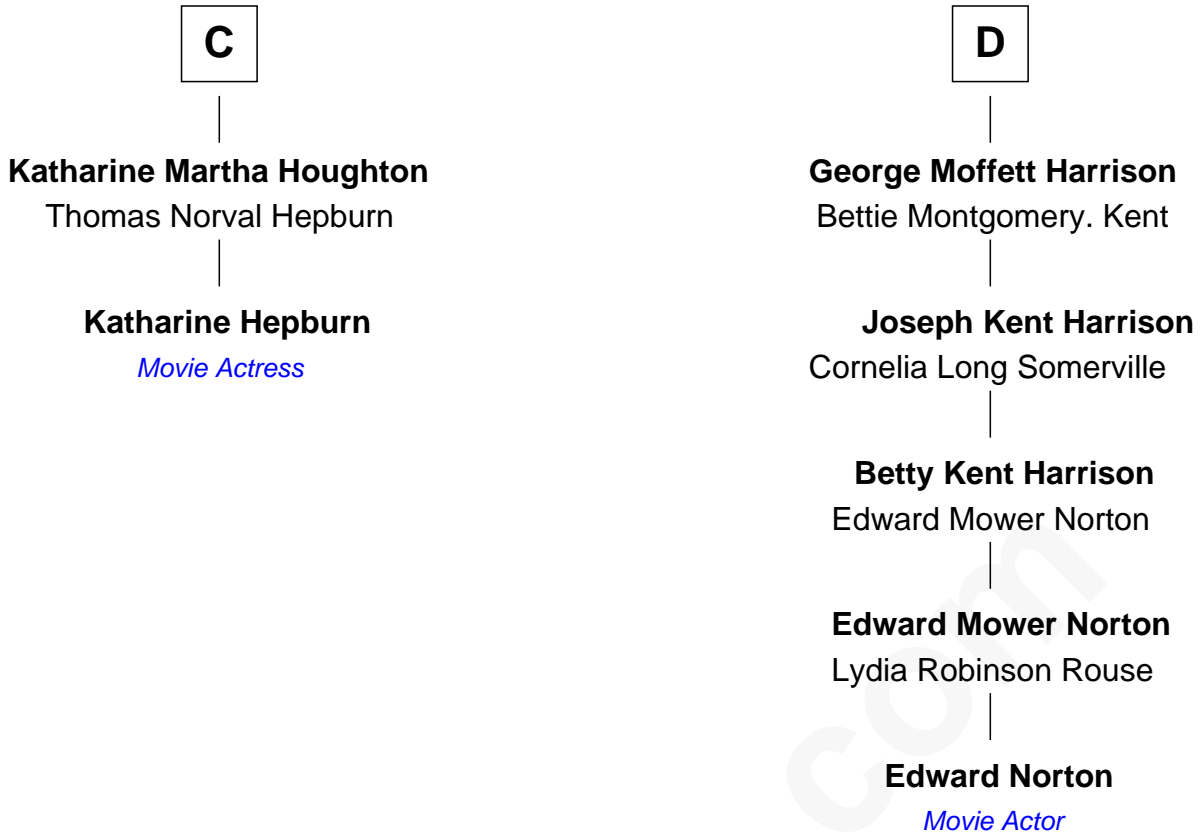 C
Katharine Martha Houghton
Thomas Norval Hepburn
Katharine Hepburn
Movie Actress
D
George Moffett Harrison
Bettie Montgomery. Kent
Joseph Kent Harrison
Cornelia Long Somerville
Betty Kent Harrison
Edward Mower Norton
Edward Mower Norton
Lydia Robinson Rouse
Edward Norton
Movie Actor
com